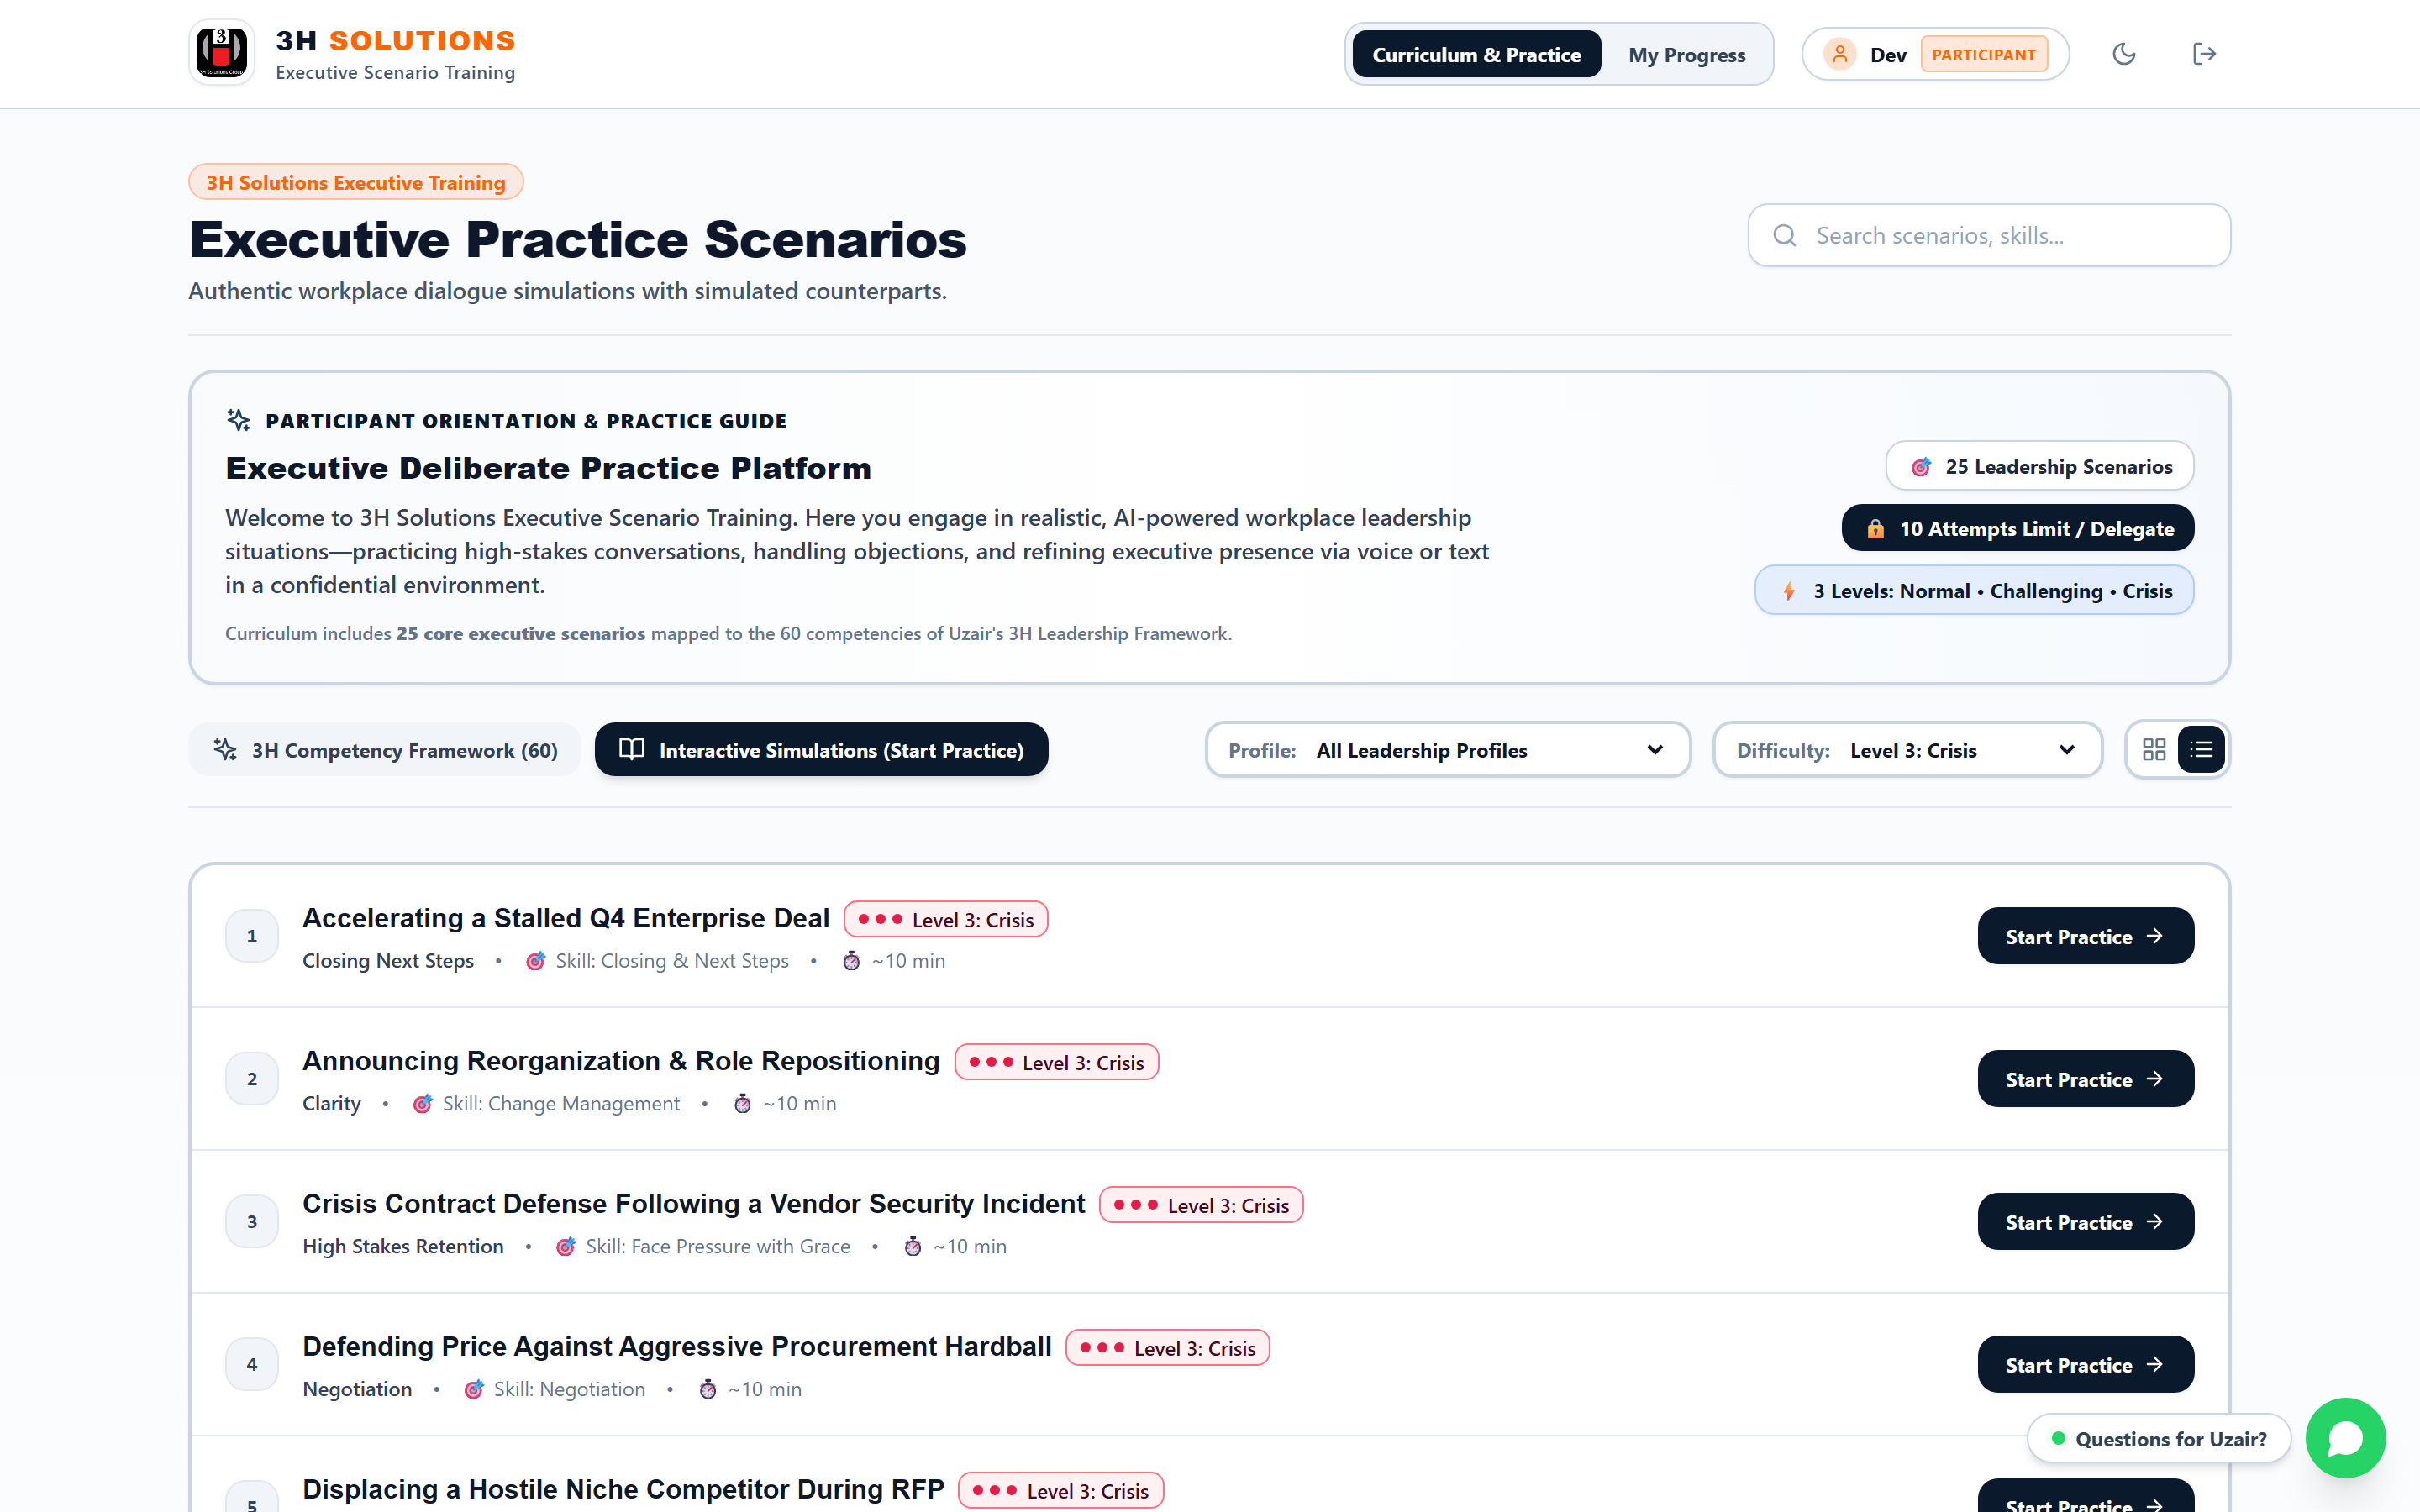 3H SOLUTIONS
Executive Scenario Training
Curriculum & Practice
My Progress
Dev
PARTICIPANT
3H Solutions Executive Training
Executive Practice Scenarios
Authentic workplace dialogue simulations with simulated counterparts.
Search scenarios, skills...
PARTICIPANT ORIENTATION & PRACTICE GUIDE
Executive Deliberate Practice Platform
Welcome to 3H Solutions Executive Scenario Training. Here you engage in realistic, AI-powered workplace leadership
situations—practicing high-stakes conversations, handling objections, and refining executive presence via voice or text
in a confidential environment.
Curriculum includes 25 core executive scenarios mapped to the 60 competencies of Uzair's 3H Leadership Framework.
25 Leadership Scenarios
10 Attempts Limit / Delegate
3 Levels: Normal • Challenging • Crisis
3H Competency Framework (60)
Interactive Simulations (Start Practice)
Profile: All Leadership Profiles
Difficulty: Level 3: Crisis
1
Accelerating a Stalled Q4 Enterprise Deal
Level 3: Crisis
Closing Next Steps • Skill: Closing & Next Steps • ~10 min
Start Practice
2
Announcing Reorganization & Role Repositioning
Level 3: Crisis
Clarity • Skill: Change Management • ~10 min
Start Practice
3
Crisis Contract Defense Following a Vendor Security Incident
Level 3: Crisis
High Stakes Retention • Skill: Face Pressure with Grace • ~10 min
Start Practice
4
Defending Price Against Aggressive Procurement Hardball
Level 3: Crisis
Negotiation • Skill: Negotiation • ~10 min
Start Practice
Questions for Uzair?
5
Displacing a Hostile Niche Competitor During RFP
Level 3: Crisis
Start Practice